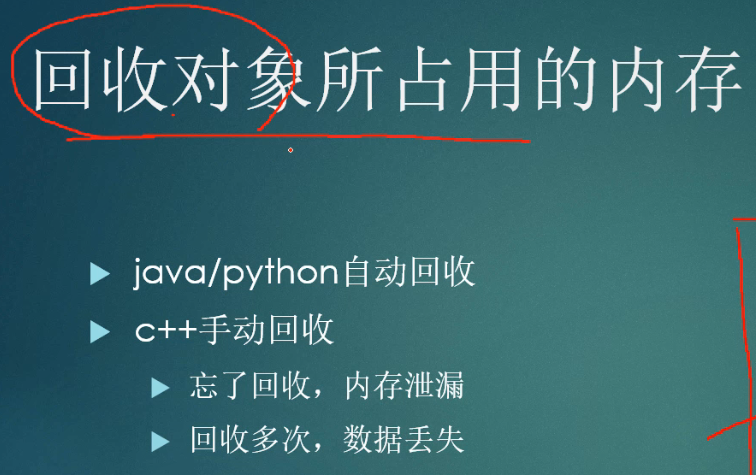 回收对象所占用的内存
java/python自动回收
c++手动回收
忘了回收，内存泄漏
回收多次，数据丢失